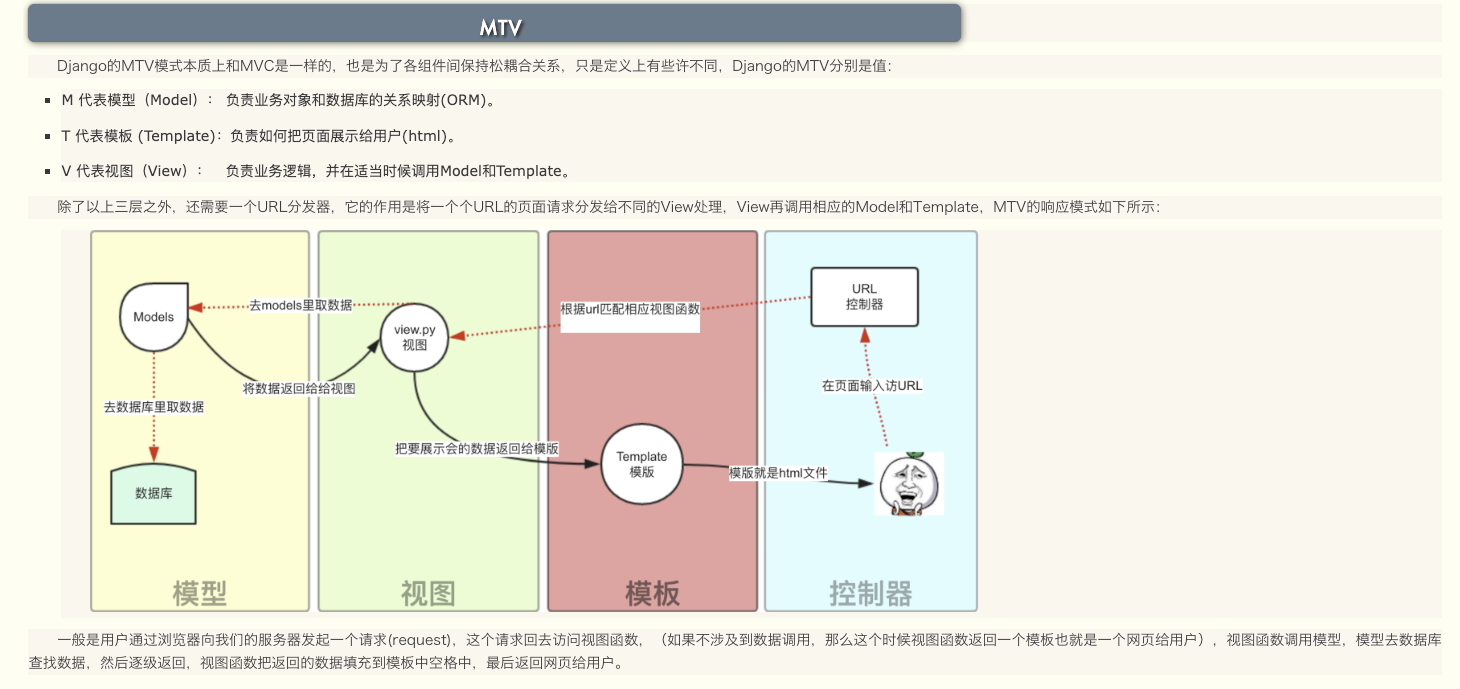 MTV
Django的MTV模式本质上和MVC是一样的，也是为了各组件间保持松耦合关系，只是定义上有些许不同，Django的MTV分别是值：
M 代表模型（Model）： 负责业务对象和数据库的关系映射(ORM)。
T 代表模板 (Template)：负责如何把页面展示给用户(html)。
V 代表视图（View）： 负责业务逻辑，并在适当时候调用Model和Template。
除了以上三层之外，还需要一个URL分发器，它的作用是将一个个URL的页面请求分发给不同的View处理，View再调用相应的Model和Template，MTV的响应模式如下所示：
Models
去models里取数据
view.py
视图
根据url匹配相应视图函数
URL
控制器
将数据返回给给视图
在页面输入访URL
去数据库里取数据
把要展示会的数据返回给模版
Template
模版
模版就是html文件
数据库
模型
视图
模板
控制器
一般是用户通过浏览器向我们的服务器发起一个请求(request)，这个请求回去访问视图函数，（如果不涉及到数据调用，那么这个时候视图函数返回一个模板也就是一个网页给用户），视图函数调用模型，模型去数据库
查找数据，然后逐级返回，视图函数把返回的数据填充到模板中空格中，最后返回网页给用户。